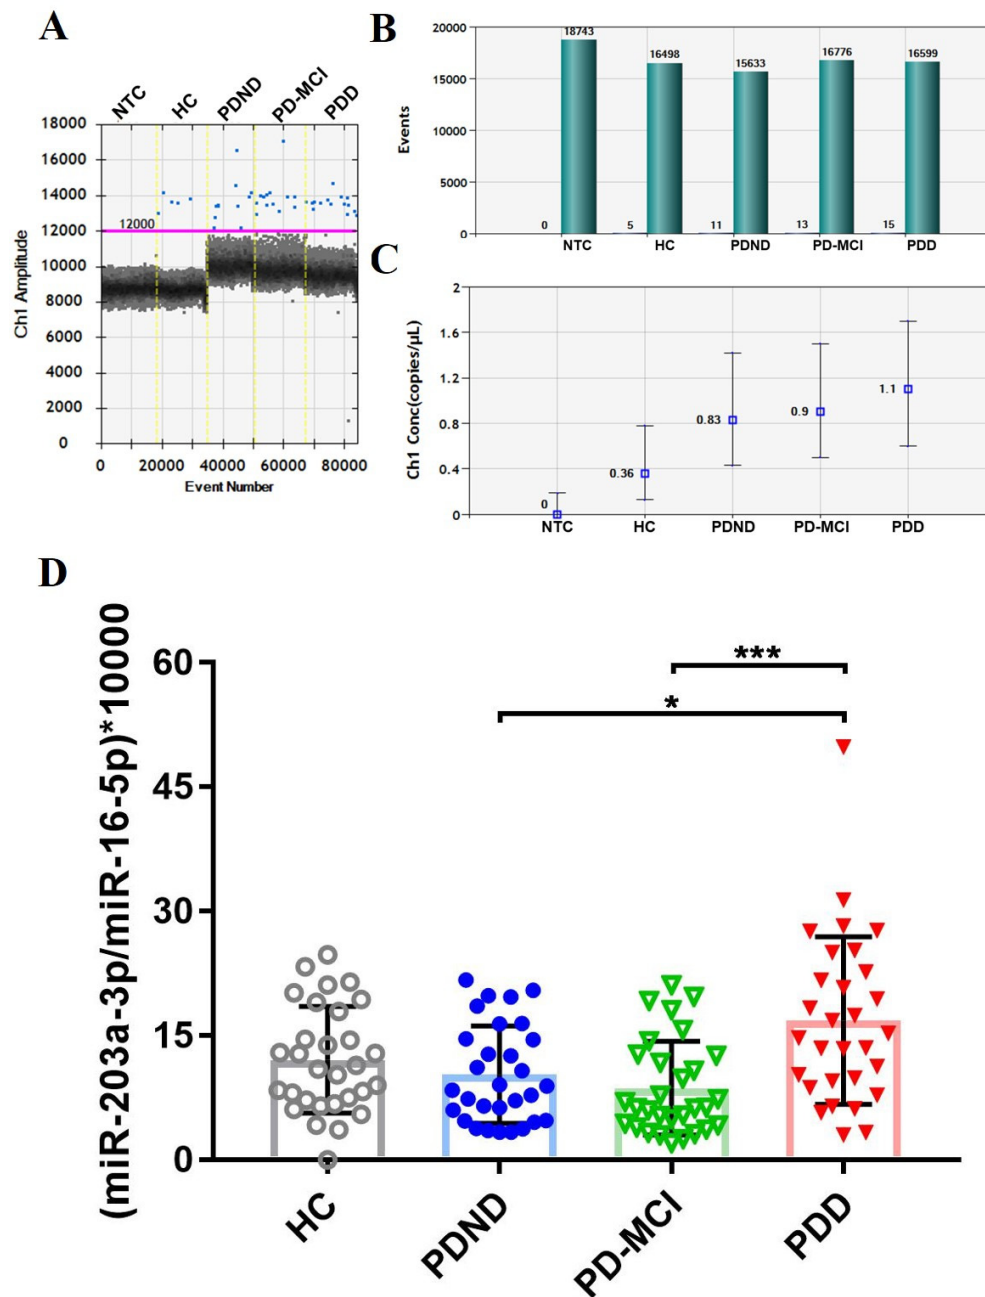 A
NTC HC PDND PD-MCI PDD
18000
16000
14000
12000
12000
10000
8000
6000
4000
2000
0
Ch1 Amplitude
0 20000 40000 60000 80000
Event Number
B
20000
15000
10000
5000
0
Events
18743 16498 15633 16776 16599
0 5 11 13 15
NTC HC PDND PD-MCI PDD
C
2
1.6
1.2
0.8
0.4
0
Ch1 Conc(copies/µL)
0 0.36 0.83 0.9 1.1
NTC HC PDND PD-MCI PDD
D
(miR-203a-3p/miR-16-5p)*10000
60
45
30
15
0
***
*
HC PDND PD-MCI PDD